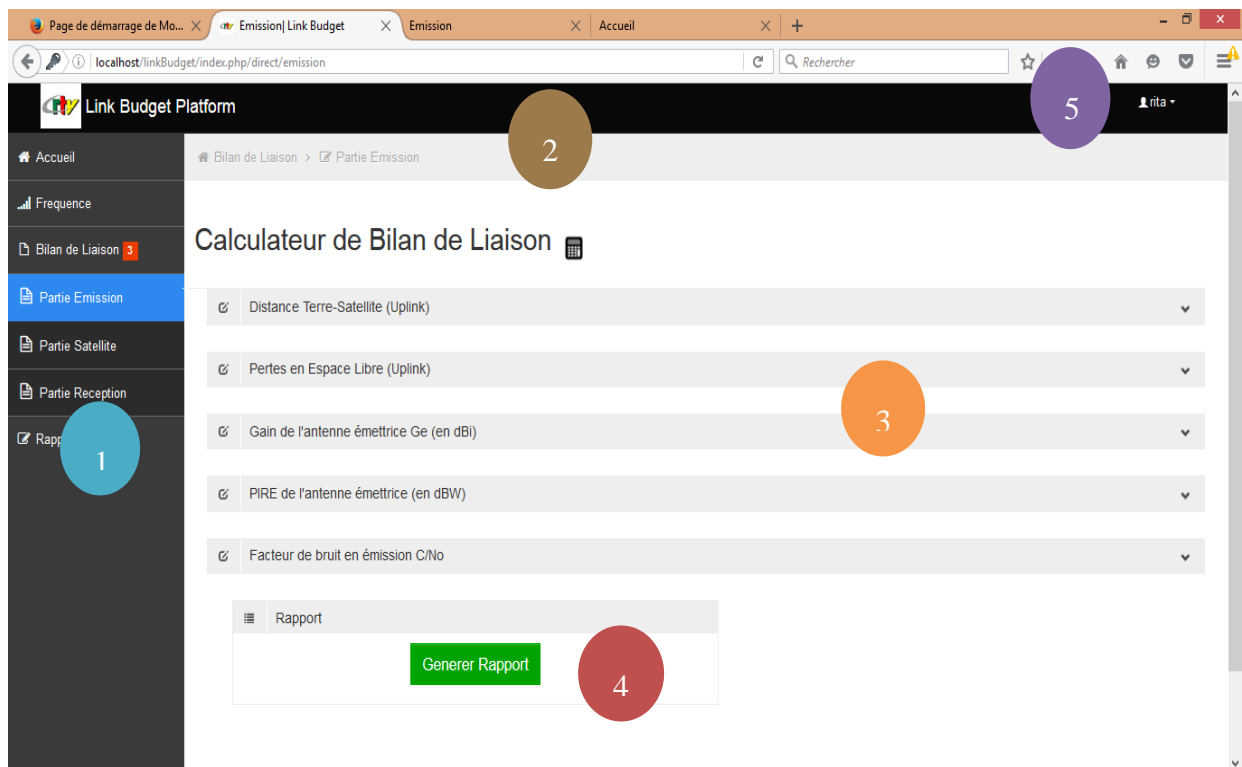 Page de démarrage de Mo...
Emission| Link Budget
Emission
Accueil
localhost/linkBudget/index.php/direct/emission
Rechercher
crtv Link Budget Platform
5
rita
Accueil
Bilan de Liaison > Partie Emission
2
Frequence
Bilan de Liaison 3
Calculateur de Bilan de Liaison
Partie Emission
Distance Terre-Satellite (Uplink)
Partie Satellite
Pertes en Espace Libre (Uplink)
Partie Reception
3
Gain de l'antenne émettrice Ge (en dBi)
Rapp
1
PIRE de l'antenne émettrice (en dBW)
Facteur de bruit en émission C/No
Rapport
Generer Rapport
4